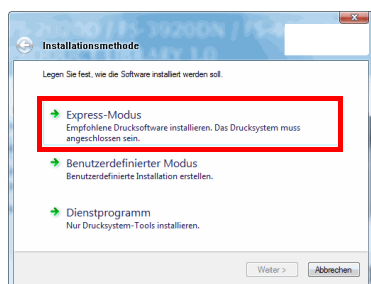 Installationsmethode
Legen Sie fest, wie die Software installiert werden soll.
Express-Modus
Empfohlene Drucksoftware installieren. Das Drucksystem muss
angeschlossen sein.
Benutzerdefinierter Modus
Benutzerdefinierte Installation erstellen.
Dienstprogramm
Nur Drucksystem-Tools installieren.
Weiter >
Abbrechen